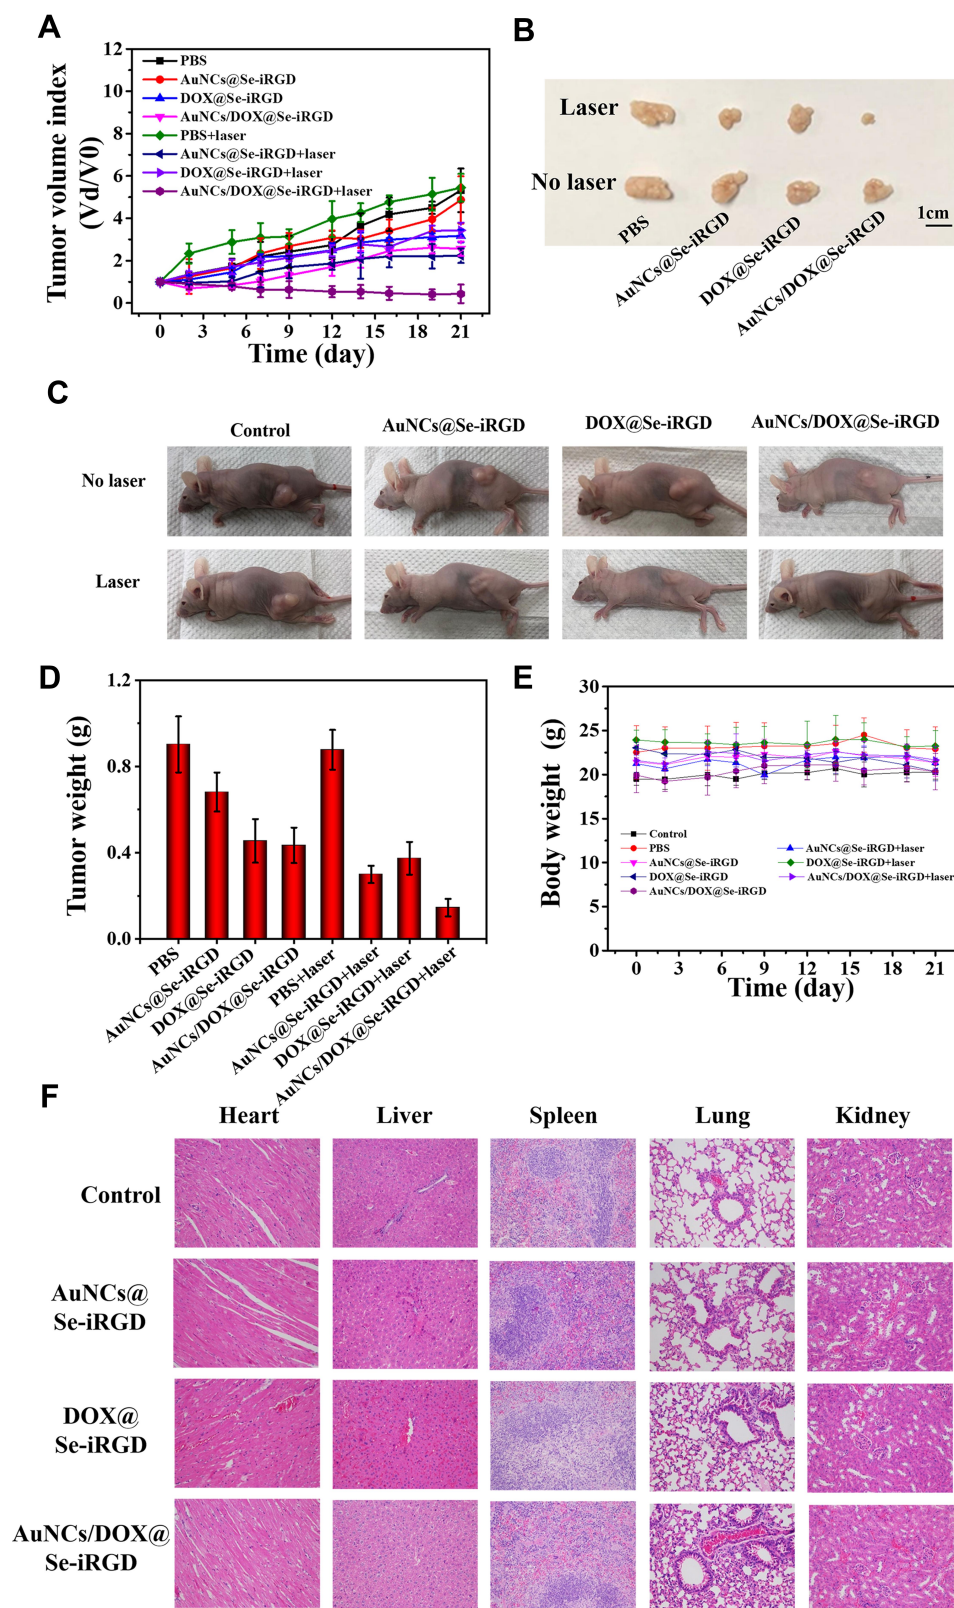 A
12
10
8
6
4
2
0
Tumor volume index
(Vd/V0)
PBS
AuNCs@Se-iRGD
DOX@Se-iRGD
AuNCs/DOX@Se-iRGD
PBS+laser
AuNCs@Se-iRGD+laser
DOX@Se-iRGD+laser
AuNCs/DOX@Se-iRGD+laser
0 3 6 9 12 15 18 21
Time (day)
B
Laser
No laser
PBS
AuNCs@Se-iRGD
DOX@Se-iRGD
AuNCs/DOX@Se-iRGD
1cm
C
Control AuNCs@Se-iRGD DOX@Se-iRGD AuNCs/DOX@Se-iRGD
No laser
Laser
D
1.2
0.8
0.4
0.0
Tumor weight (g)
PBS
AuNCs@Se-iRGD
DOX@Se-iRGD
AuNCs/DOX@Se-iRGD
PBS+laser
AuNCs@Se-iRGD+laser
DOX@Se-iRGD+laser
AuNCs/DOX@Se-iRGD+laser
E
30
25
20
15
10
5
0
Body weight (g)
Control
PBS
AuNCs@Se-iRGD
DOX@Se-iRGD
AuNCs/DOX@Se-iRGD
AuNCs@Se-iRGD+laser
DOX@Se-iRGD+laser
AuNCs/DOX@Se-iRGD+laser
0 3 6 9 12 15 18 21
Time (day)
F
Heart Liver Spleen Lung Kidney
Control
AuNCs@
Se-iRGD
DOX@
Se-iRGD
AuNCs/DOX@
Se-iRGD